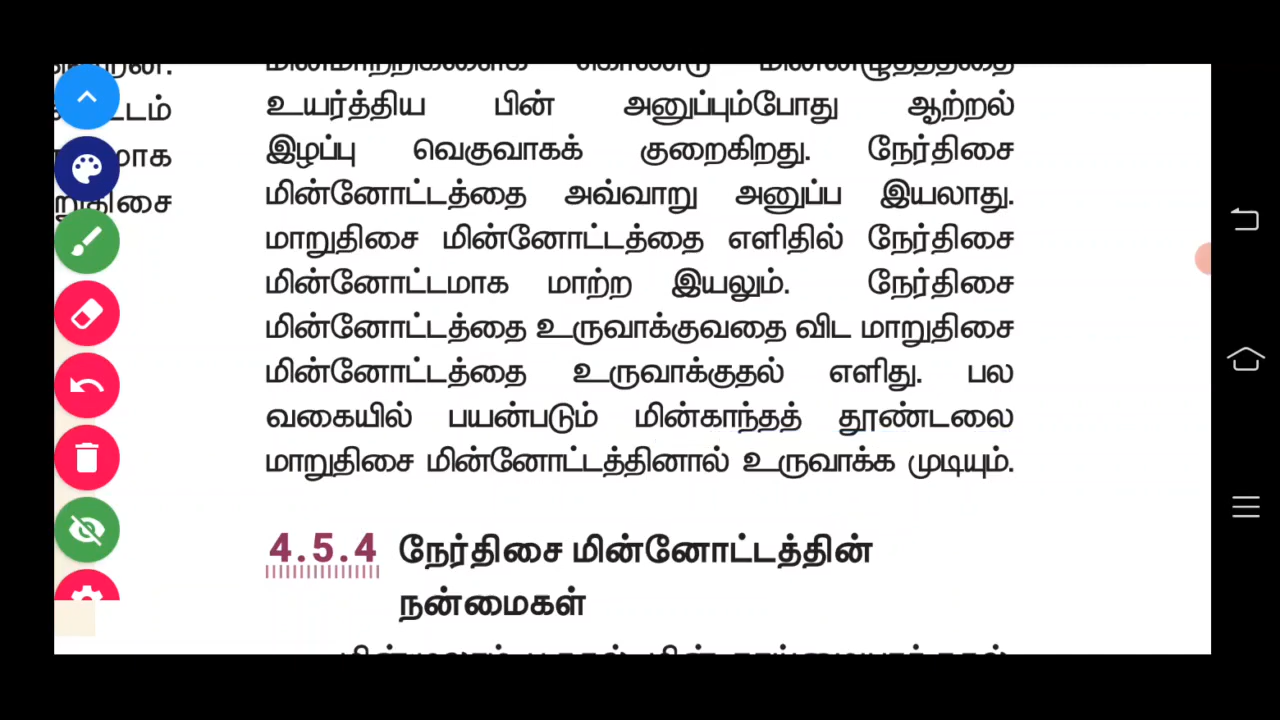 மாக
உயர்த்திய பின் அனுப்பும்போது ஆற்றல்
இழப்பு வெகுவாகக் குறைகிறது. நேர்திசை
மின்னோட்டத்தை அவ்வாறு அனுப்ப இயலாது.
மாறுதிசை மின்னோட்டத்தை எளிதில் நேர்திசை
மின்னோட்டமாக மாற்ற இயலும். நேர்திசை
மின்னோட்டத்தை உருவாக்குவதை விட மாறுதிசை
மின்னோட்டத்தை உருவாக்குதல் எளிது. பல
வகையில் பயன்படும் மின்காந்தத் தூண்டலை
மாறுதிசை மின்னோட்டத்தினால் உருவாக்க முடியும்.
4.5.4 நேர்திசை மின்னோட்டத்தின்
நன்மைகள்